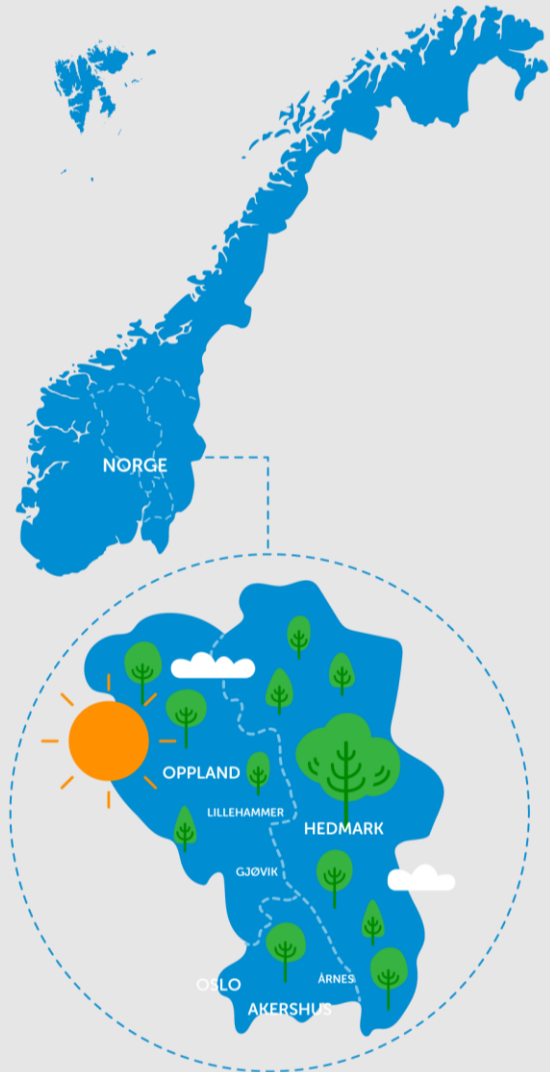 NORGE
OPPLAND
LILLEHAMMER
HEDMARK
GJØVIK
ÅRNES
OSLO
AKERSHUS